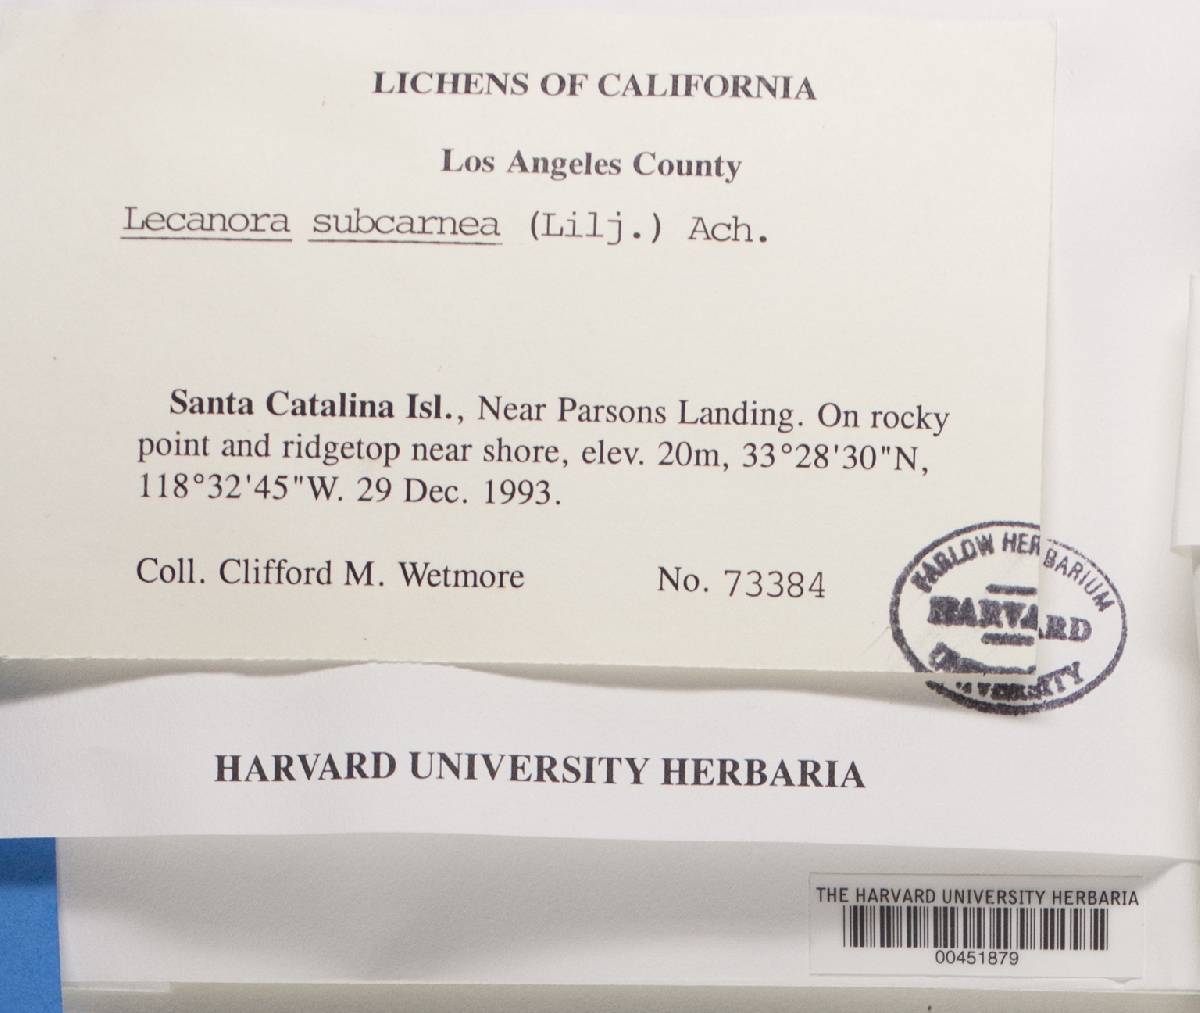 LICHENS OF CALIFORNIA
Los Angeles County
Lecanora subcarnea (Lilj.) Ach.
Santa Catalina Isl., Near Parsons Landing. On rocky
point and ridgetop near shore, elev. 20m, 33°28'30"N,
118°32'45"W. 29 Dec. 1993.
Coll. Clifford M. Wetmore No. 73384
FARLOW HERBARIUM
HARVARD
UNIVERSITY
HARVARD UNIVERSITY HERBARIA
THE HARVARD UNIVERSITY HERBARIA
00451879